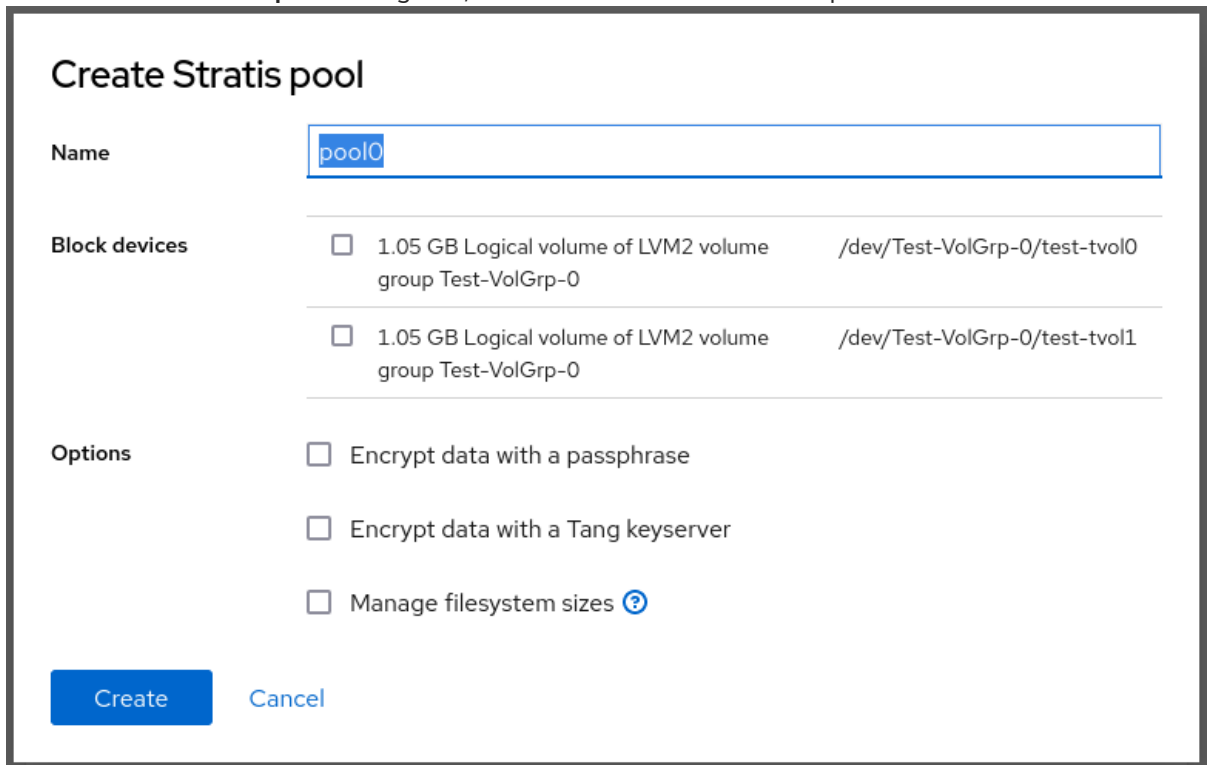 Create Stratis pool
Name
pool0
Block devices
1.05 GB Logical volume of LVM2 volume
group Test-VolGrp-0
/dev/Test-VolGrp-0/test-tvol0
1.05 GB Logical volume of LVM2 volume
group Test-VolGrp-0
/dev/Test-VolGrp-0/test-tvol1
Options
Encrypt data with a passphrase
Encrypt data with a Tang keyserver
Manage filesystem sizes
Create
Cancel